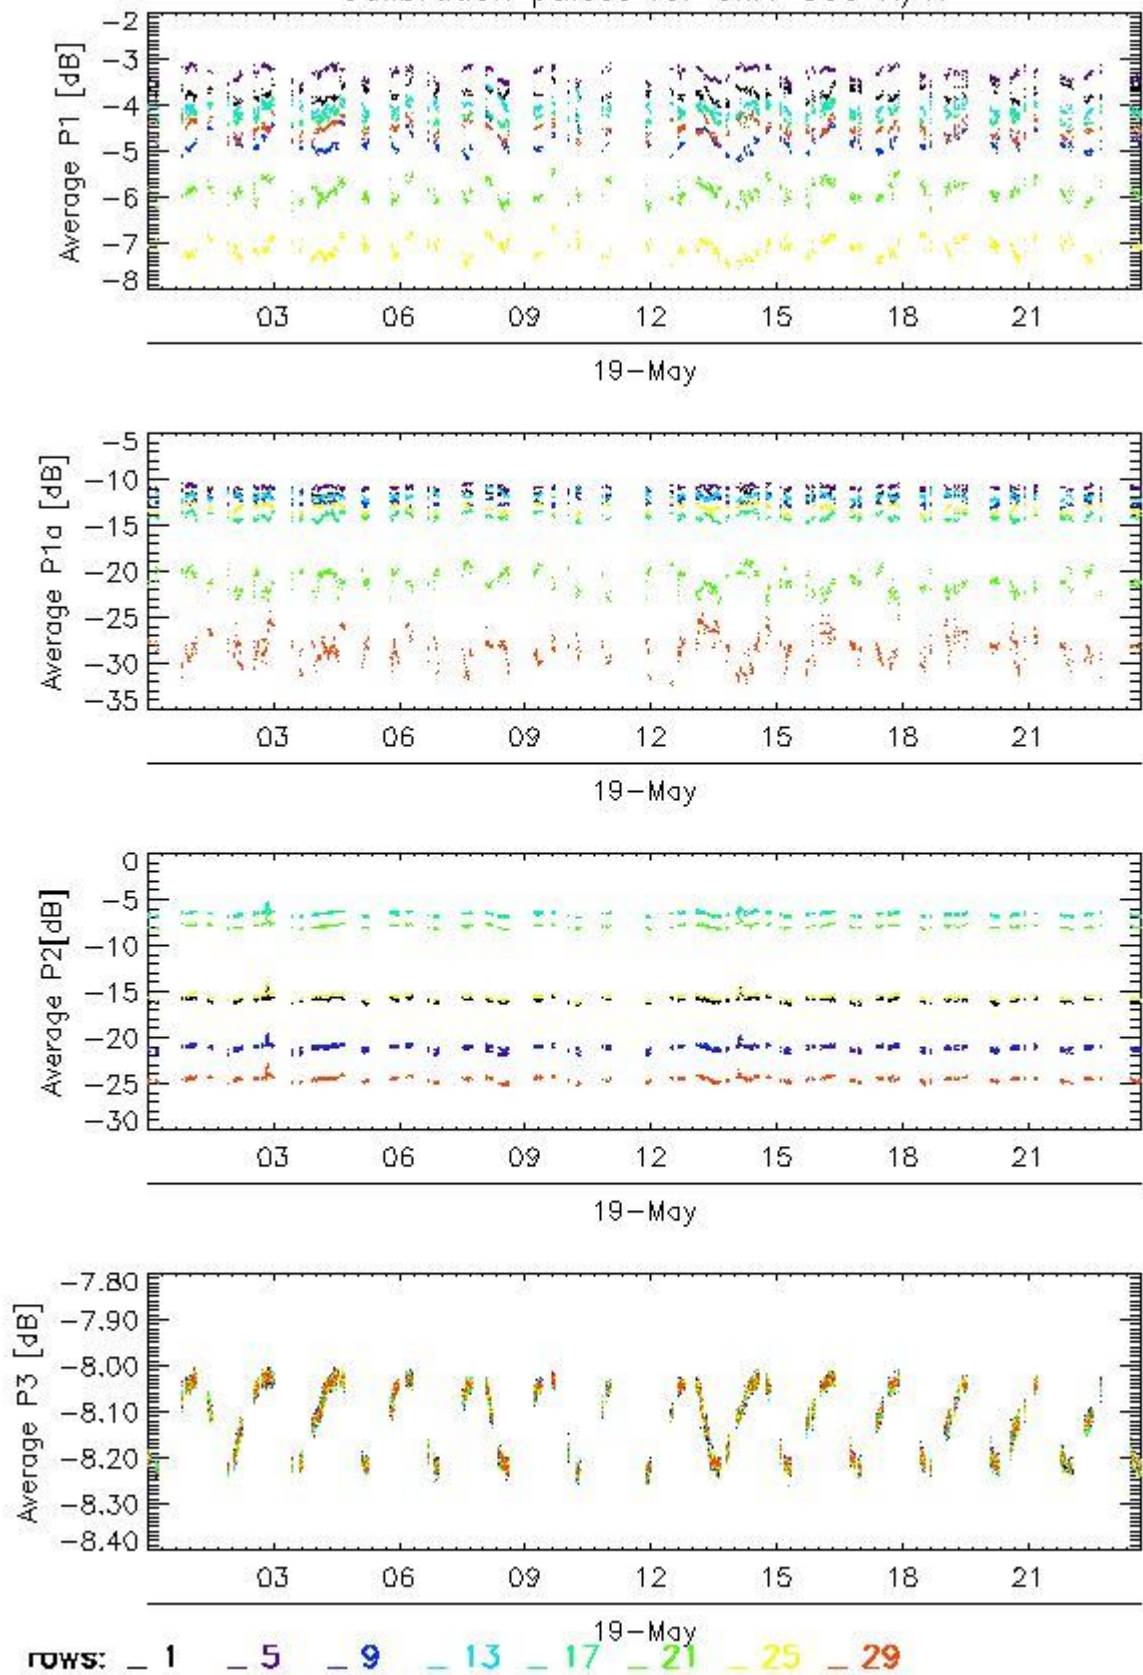 -2
-3
-4
-5
-6
-7
-8
Average P1 [dB]
03 06 09 12 15 18 21
19-May
-5
-10
-15
-20
-25
-30
-35
Average P1a [dB]
03 06 09 12 15 18 21
19-May
0
-5
-10
-15
-20
-25
-30
Average P2[dB]
03 06 09 12 15 18 21
19-May
-7.80
-7.90
-8.00
-8.10
-8.20
-8.30
-8.40
Average P3 [dB]
03 06 09 12 15 18 21
19-May
rows: _ 1 _ 5 _ 9 _ 13 _ 17 _ 21 _ 25 _ 29